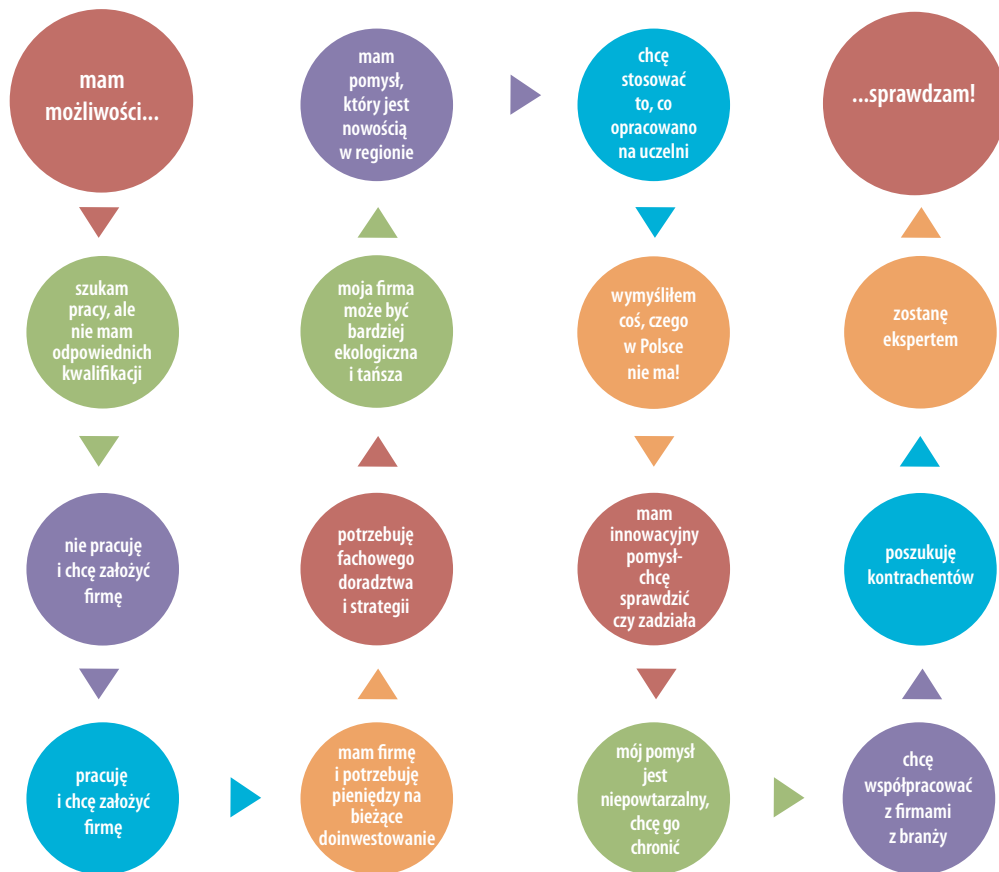 mam
możliwości...
szukam
pracy, ale
nie mam
odpowiednich
kwalifikacji
nie pracuję
i chcę założyć
firmę
pracuję
i chcę założyć
firmę
mam firmę
i potrzebuję
pieniędzy na
bieżące
doinwestowanie
potrzebuję
fachowego
doradztwa
i strategii
moja firma
może być
bardziej
ekologiczna
i tańsza
mam
pomysł,
który jest
nowością
w regionie
chcę
stosować
to, co
opracowano
na uczelni
wymyśliłem
coś, czego
w Polsce
nie ma!
mam
innowacyjny
pomysł-
chcę
sprawdzić
czy zadziała
mój pomysł
jest
niepowtarzalny,
chcę go
chronić
chcę
współpracować
z firmami
z branży
poszukuję
kontrachentów
zostanę
ekspertem
...sprawdzam!